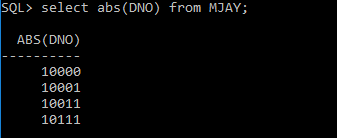 SQL> select abs(DNO) from MJAY;
ABS(DNO)
----------
10000
10001
10011
10111